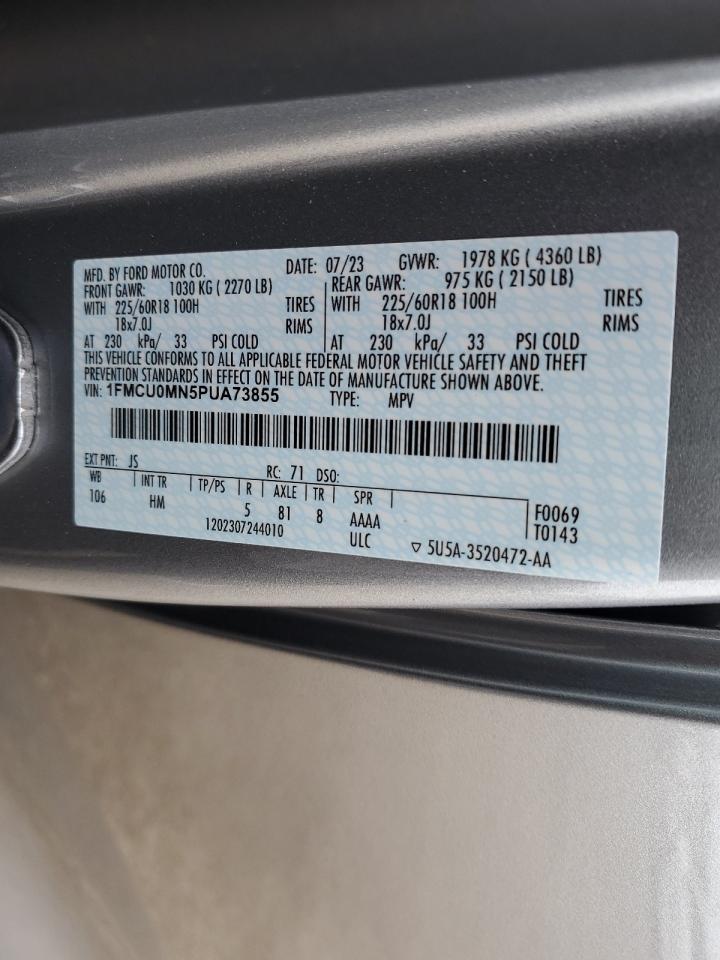 MFD. BY FORD MOTOR CO. DATE: 07/23 GVWR: 1978 KG ( 4360 LB)
FRONT GAWR: 1030 KG ( 2270 LB) REAR GAWR: 975 KG ( 2150 LB)
WITH 225/60R18 100H TIRES WITH 225/60R18 100H TIRES
18x7.0J RIMS 18x7.0J RIMS
AT 230 kPa/ 33 PSI COLD AT 230 kPa/ 33 PSI COLD
THIS VEHICLE CONFORMS TO ALL APPLICABLE FEDERAL MOTOR VEHICLE SAFETY AND THEFT
PREVENTION STANDARDS IN EFFECT ON THE DATE OF MANUFACTURE SHOWN ABOVE.
VIN: 1FMCU0MN5PUA73855 TYPE: MPV
EXT PNT: JS RC: 71 DSO:
WB INT TR TP/PS R AXLE TR SPR
106 HM 5 81 8 AAAA F0069
ULC T0143
1202307244010 ▽ 5U5A-3520472-AA